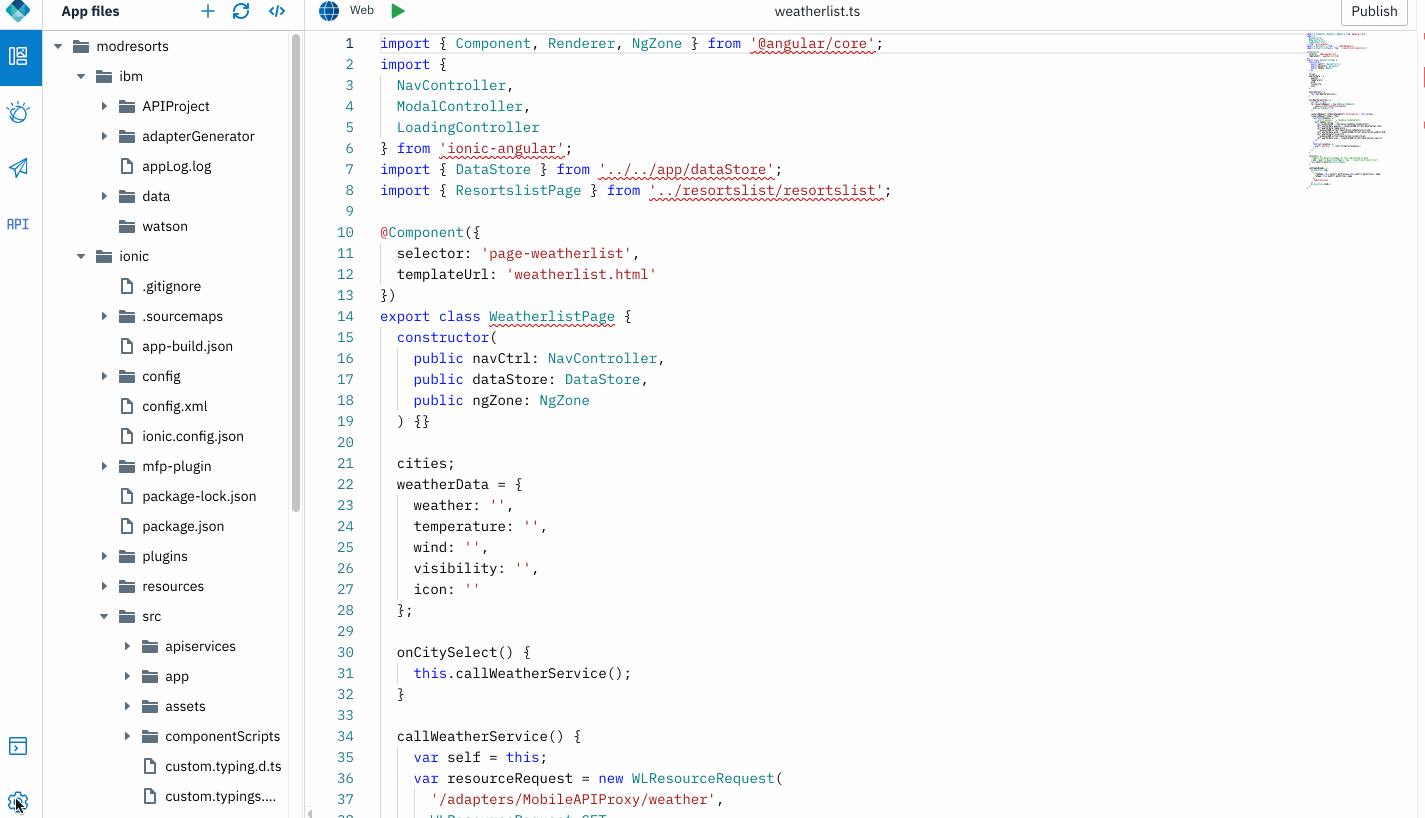 App files
Web
weatherlist.ts
Publish
modresorts
ibm
APIProject
adapterGenerator
appLog.log
data
watson
ionic
.gitignore
.sourcemaps
app-build.json
config
config.xml
ionic.config.json
mfp-plugin
package-lock.json
package.json
plugins
resources
src
apiservices
app
assets
componentScripts
custom.typing.d.ts
custom.typings....
API
1 import { Component, Renderer, NgZone } from '@angular/core';
2 import {
3 NavController,
4 ModalController,
5 LoadingController
6 } from 'ionic-angular';
7 import { DataStore } from '../../app/dataStore';
8 import { ResortslistPage } from '../resortslist/resortslist';
9
10 @Component({
11 selector: 'page-weatherlist',
12 templateUrl: 'weatherlist.html'
13 })
14 export class WeatherlistPage {
15 constructor(
16 public navCtrl: NavController,
17 public dataStore: DataStore,
18 public ngZone: NgZone
19 ) {}
20
21 cities;
22 weatherData = {
23 weather: '',
24 temperature: '',
25 wind: '',
26 visibility: '',
27 icon: ''
28 };
29
30 onCitySelect() {
31 this.callWeatherService();
32 }
33
34 callWeatherService() {
35 var self = this;
36 var resourceRequest = new WLResourceRequest(
37 '/adapters/MobileAPIProxy/weather',